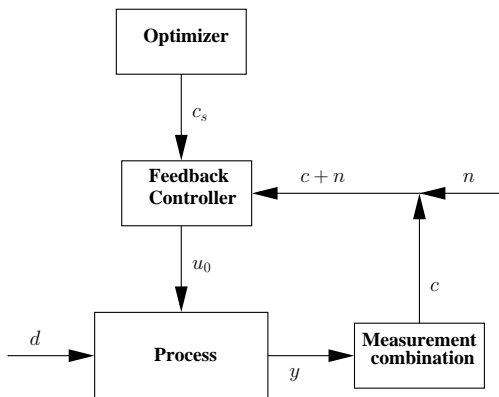 Optimizer
c_s
Feedback
Controller
c + n
n
u_0
c
d
Process
y
Measurement
combination